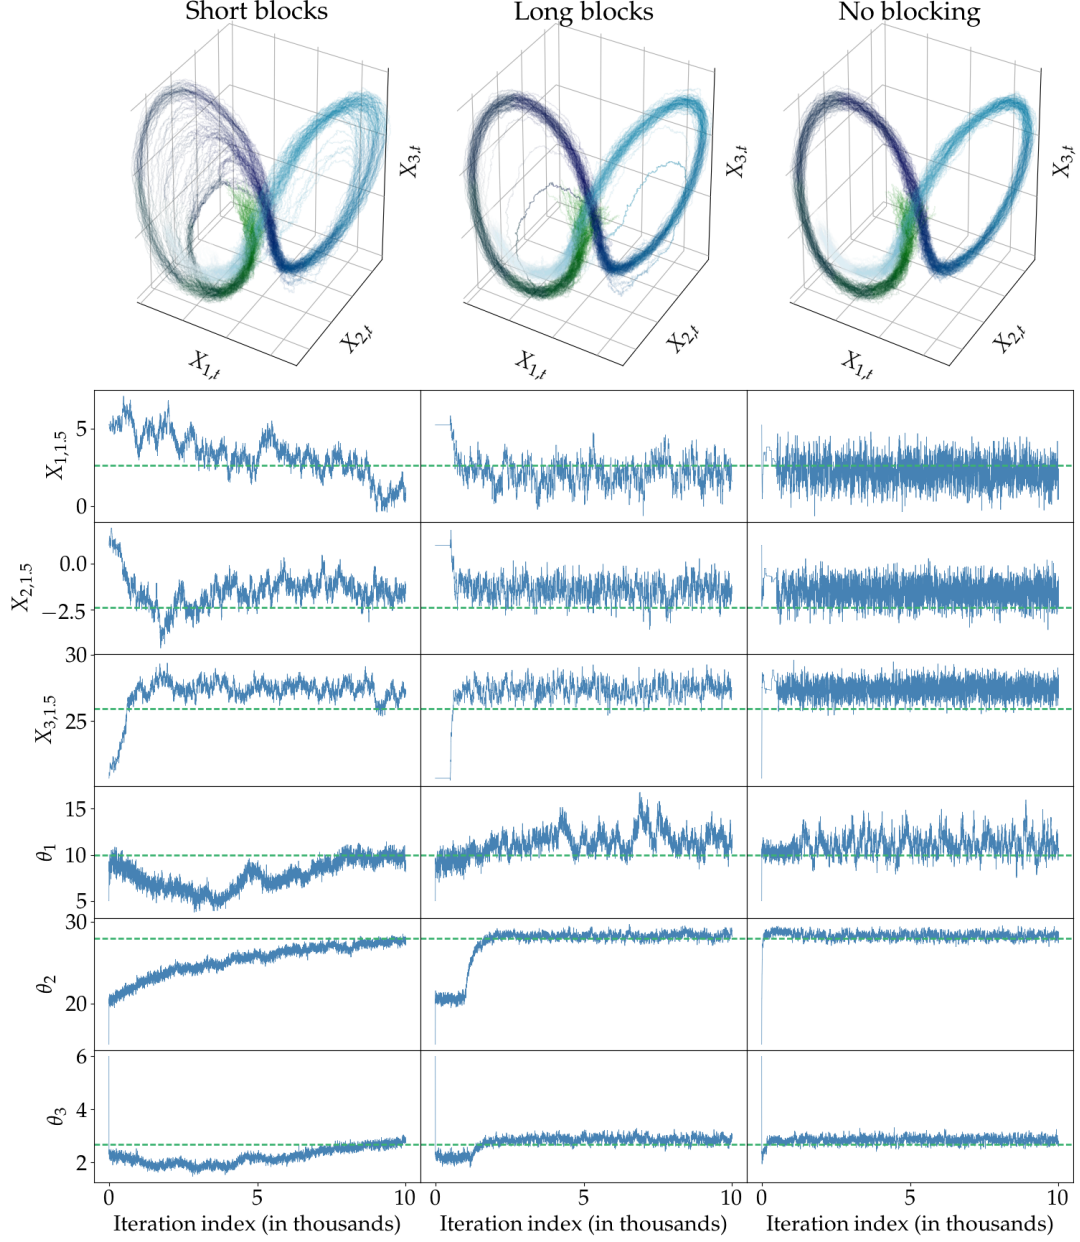 Short blocks Long blocks No blocking
X3,t X3,t X3,t
X2,t X2,t X2,t
X1,t X1,t X1,t
X1,1.5 5 0
X2,1.5 0.0 −2.5
X3,1.5 30 25
θ1 15 10 5
θ2 30 20
θ3 6 4 2
0 5 10 0 5 10 0 5 10
Iteration index (in thousands) Iteration index (in thousands) Iteration index (in thousands)